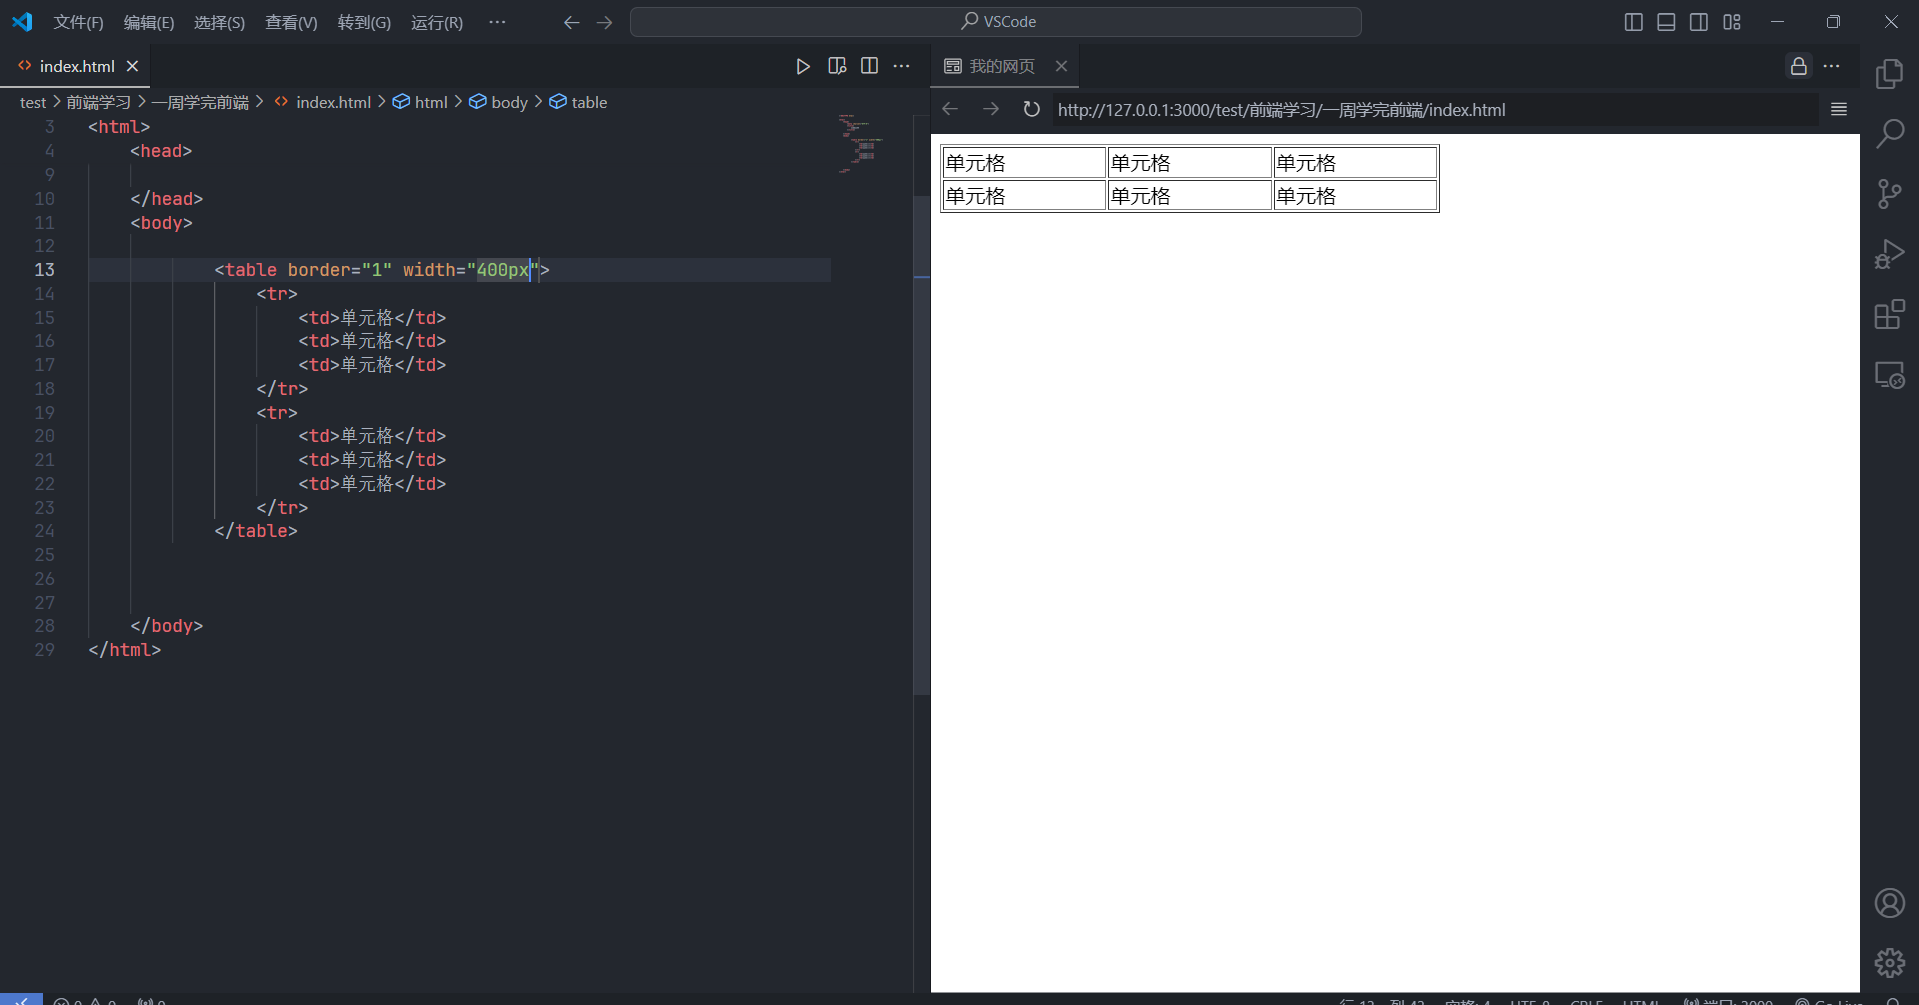 文件(F) 编辑(E) 选择(S) 查看(V) 转到(G) 运行(R) ··· VSCode
index.html
我的网页
test > 前端学习 > 一周学完前端 > index.html > html > body > table
http://127.0.0.1:3000/test/前端学习/一周学完前端/index.html
3 <html>
4 <head>
9
10 </head>
11 <body>
12
13 <table border="1" width="400px">
14 <tr>
15 <td>单元格</td>
16 <td>单元格</td>
17 <td>单元格</td>
18 </tr>
19 <tr>
20 <td>单元格</td>
21 <td>单元格</td>
22 <td>单元格</td>
23 </tr>
24 </table>
25
26
27
28 </body>
29 </html>
单元格 单元格 单元格
单元格 单元格 单元格